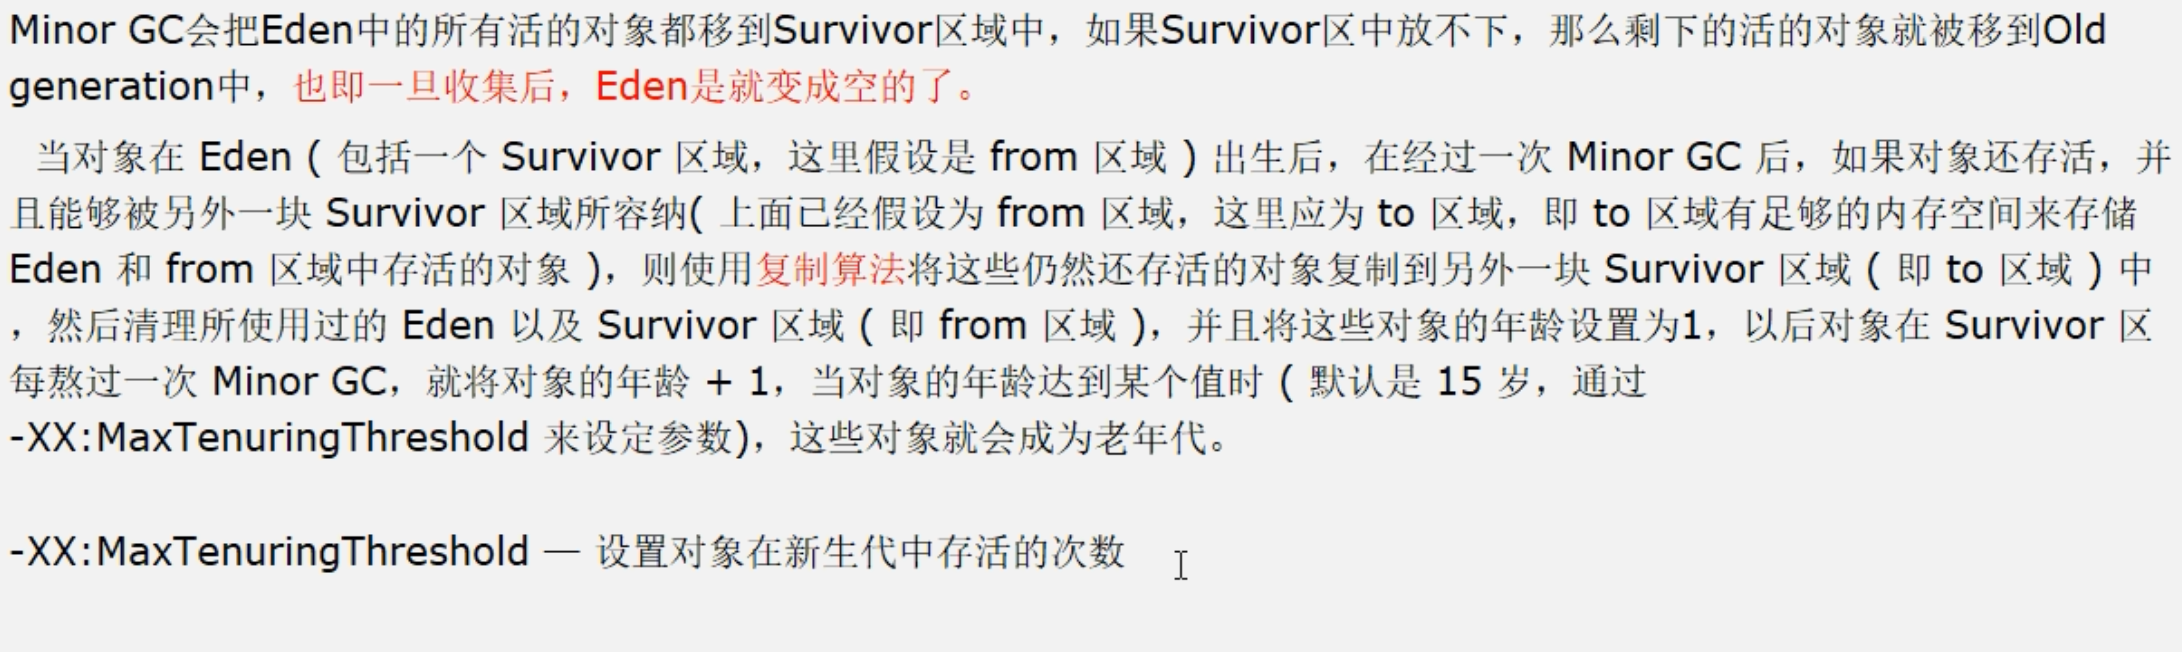 Minor GC会把Eden中的所有活的对象都移到Survivor区域中，如果Survivor区中放不下，那么剩下的活的对象就被移到Old
generation中，也即一旦收集后，Eden是就变成空的了。
当对象在 Eden ( 包括一个 Survivor 区域，这里假设是 from 区域 ) 出生后，在经过一次 Minor GC 后，如果对象还存活，并
且能够被另外一块 Survivor 区域所容纳( 上面已经假设为 from 区域，这里应为 to 区域，即 to 区域有足够的内存空间来存储
Eden 和 from 区域中存活的对象 )，则使用复制算法将这些仍然还存活的对象复制到另外一块 Survivor 区域 ( 即 to 区域 ) 中
，然后清理所使用过的 Eden 以及 Survivor 区域 ( 即 from 区域 )，并且将这些对象的年龄设置为1，以后对象在 Survivor 区
每熬过一次 Minor GC，就将对象的年龄 + 1，当对象的年龄达到某个值时 ( 默认是 15 岁，通过
-XX:MaxTenuringThreshold 来设定参数)，这些对象就会成为老年代。
-XX:MaxTenuringThreshold — 设置对象在新生代中存活的次数